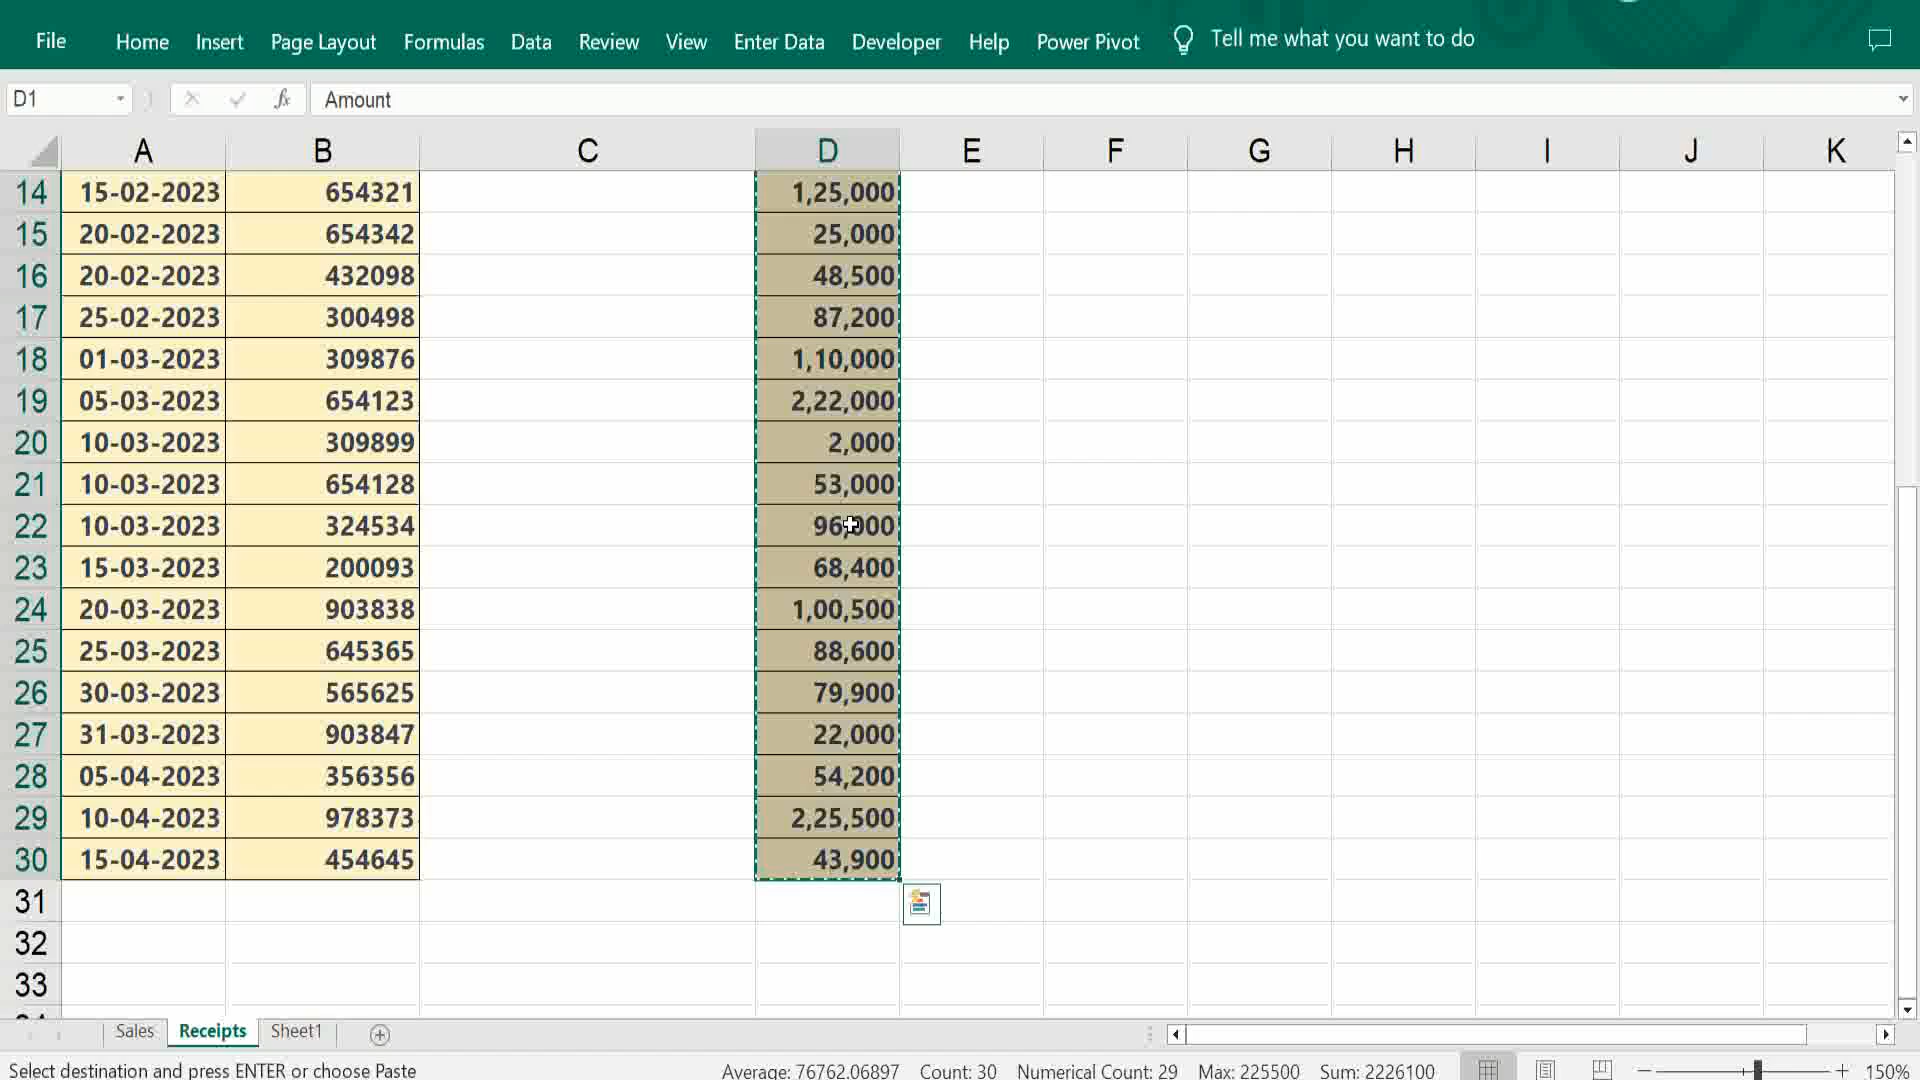 File Home Insert Page Layout Formulas Data Review View Enter Data Developer Help Power Pivot Tell me what you want to do
D1 fx Amount
A B C D E F G H I J K
14 15-02-2023 654321 1,25,000
15 20-02-2023 654342 25,000
16 20-02-2023 432098 48,500
17 25-02-2023 300498 87,200
18 01-03-2023 309876 1,10,000
19 05-03-2023 654123 2,22,000
20 10-03-2023 309899 2,000
21 10-03-2023 654128 53,000
22 10-03-2023 324534 96,000
23 15-03-2023 200093 68,400
24 20-03-2023 903838 1,00,500
25 25-03-2023 645365 88,600
26 30-03-2023 565625 79,900
27 31-03-2023 903847 22,000
28 05-04-2023 356356 54,200
29 10-04-2023 978373 2,25,500
30 15-04-2023 454645 43,900
31
32
33
Sales Receipts Sheet1
Select destination and press ENTER or choose Paste Average: 76762.06897 Count: 30 Numerical Count: 29 Max: 225500 Sum: 2226100 150%